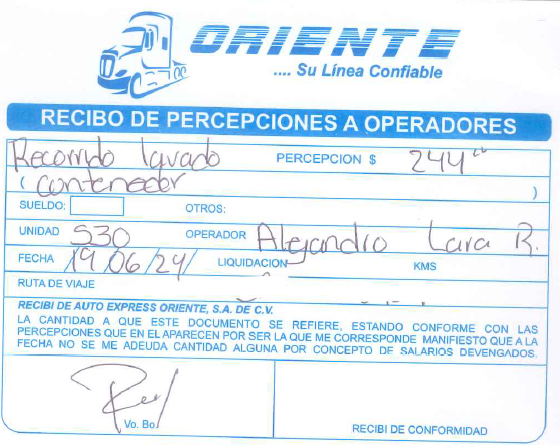 ORIENTE
.... Su Línea Confiable
RECIBO DE PERCEPCIONES A OPERADORES
Recorrido lavado PERCEPCION $ 244
( contenedor )
SUELDO: OTROS:
UNIDAD 530 OPERADOR Alejandro Lara R.
FECHA 19/06/24 LIQUIDACION KMS
RUTA DE VIAJE
RECIBI DE AUTO EXPRESS ORIENTE, S.A. DE C.V.
LA CANTIDAD A QUE ESTE DOCUMENTO SE REFIERE, ESTANDO CONFORME CON LAS
PERCEPCIONES QUE EN EL APARECEN POR SER LA QUE ME CORRESPONDE MANIFIESTO QUE A LA
FECHA NO SE ME ADEUDA CANTIDAD ALGUNA POR CONCEPTO DE SALARIOS DEVENGADOS.
Vo. Bo. RECIBI DE CONFORMIDAD